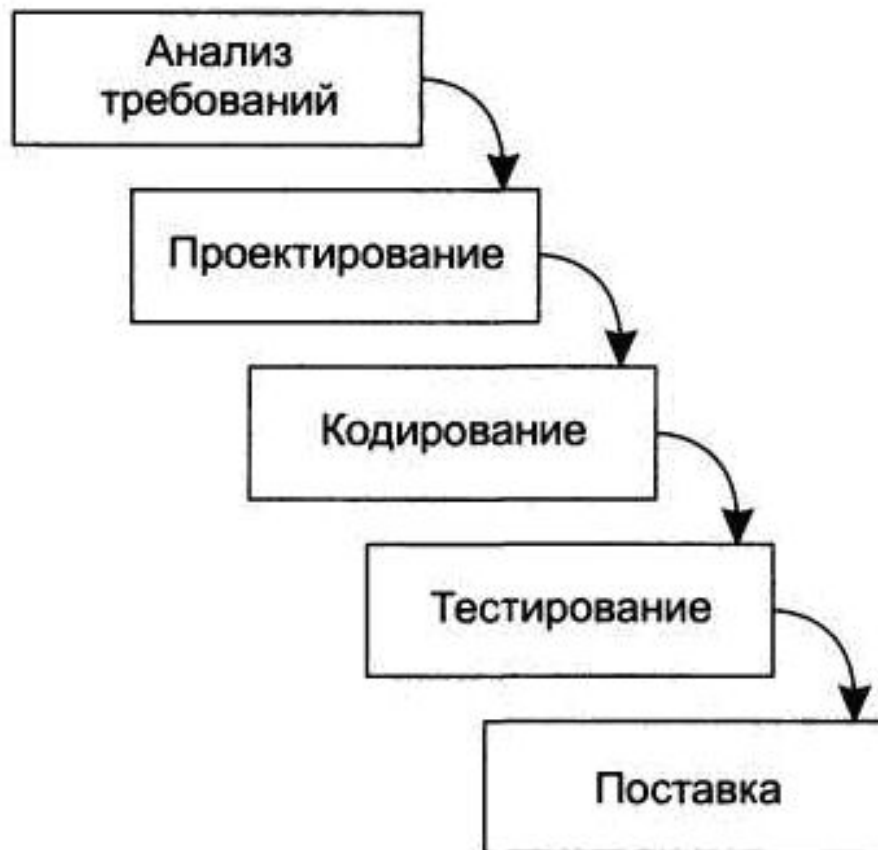 Анализ
требований
Проектирование
Кодирование
Тестирование
Поставка